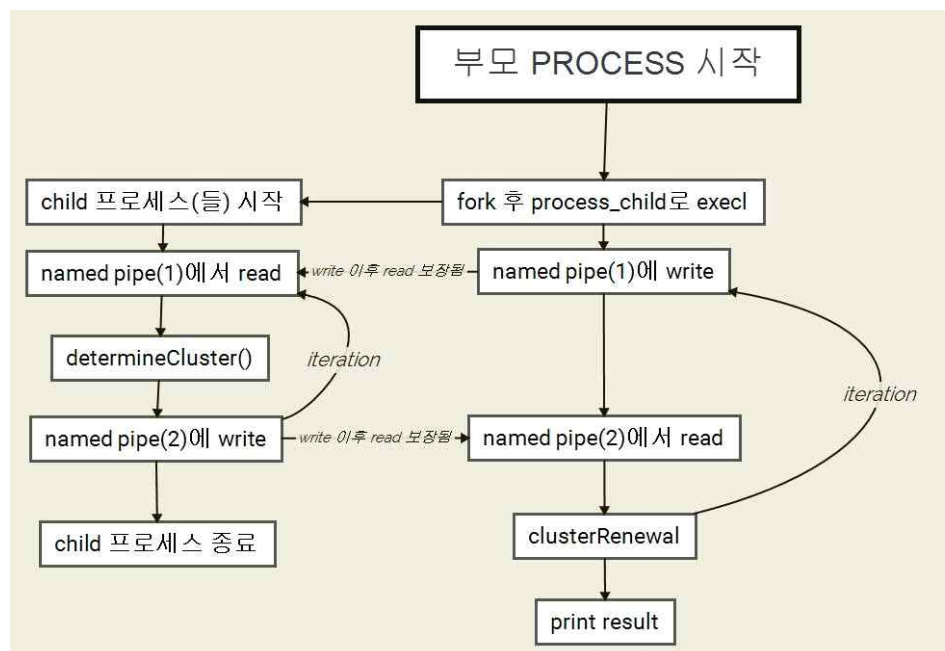 부모 PROCESS 시작
child 프로세스(들) 시작
fork 후 process_child로 execl
named pipe(1)에서 read
write 이후 read 보장됨
named pipe(1)에 write
determineCluster()
iteration
iteration
named pipe(2)에 write
write 이후 read 보장됨
named pipe(2)에서 read
child 프로세스 종료
clusterRenewal
print result